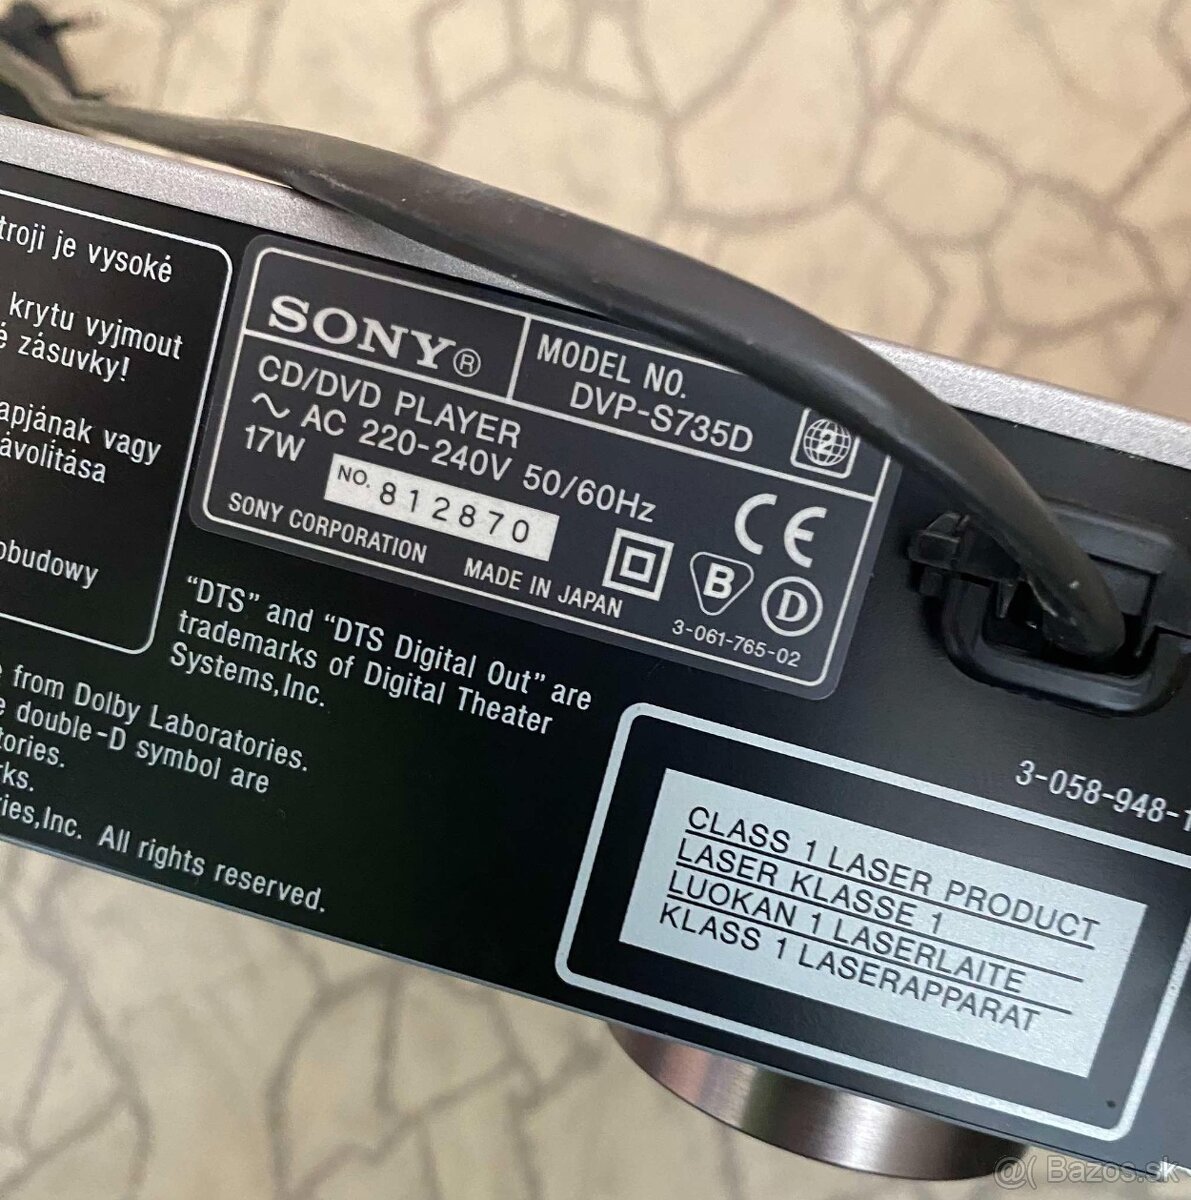 troji je vysoké
krytu vyjmout
é zásuvky!
apjának vagy
ávolitása
obudowy
SONY®
MODEL NO.
DVP-S735D
2
CD/DVD PLAYER
~ AC 220-240V 50/60Hz
17W
NO. 812870
CE
B
D
SONY CORPORATION MADE IN JAPAN
3-061-765-02
"DTS" and "DTS Digital Out" are
trademarks of Digital Theater
Systems,Inc.
from Dolby Laboratories.
e double-D symbol are
tories.
ks.
ies,Inc. All rights reserved.
3-058-948-1
CLASS 1 LASER PRODUCT
LASER KLASSE 1
LUOKAN 1 LASERLAITE
KLASS 1 LASERAPPARAT
@( Bazos.sk